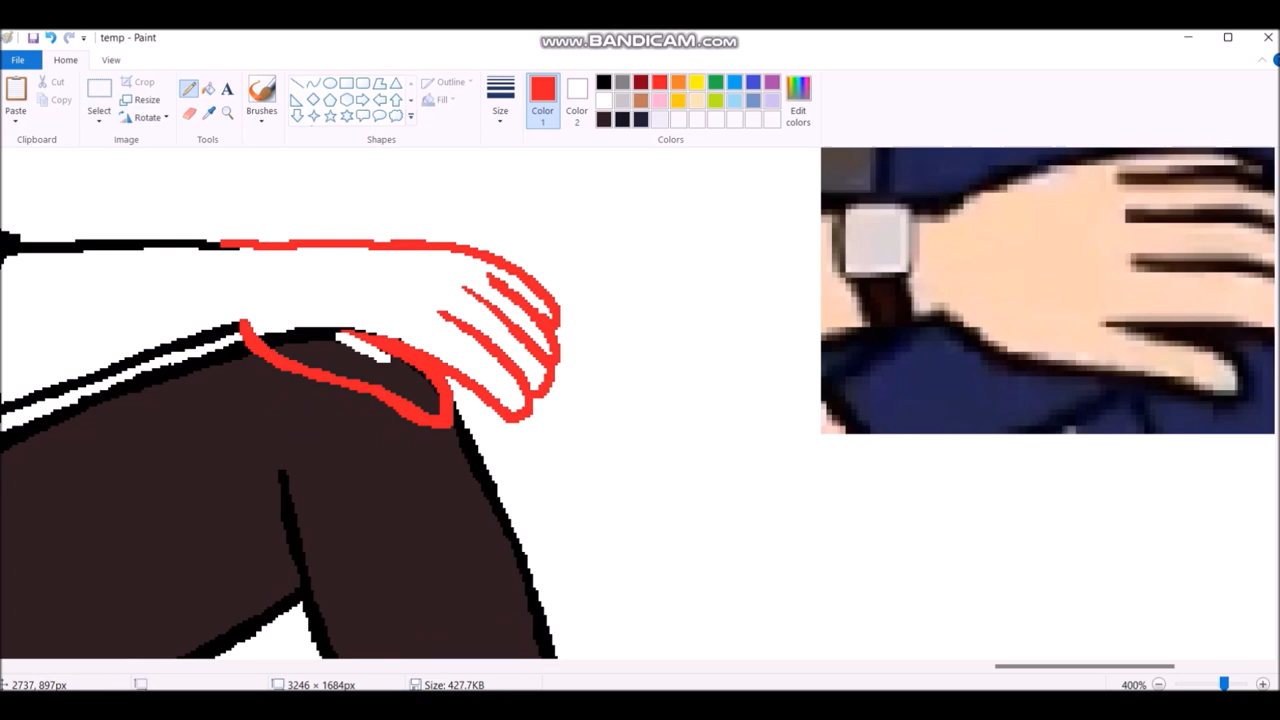 temp - Paint
www.BANDICAM.com
File
Home
View
Paste
Cut
Copy
Clipboard
Select
Crop
Resize
Rotate
Image
A
Tools
Brushes
Outline
Fill
Shapes
Size
Color
1
Color
2
Edit
colors
Colors
2737, 897px
3246 × 1684px
Size: 427.7KB
400%